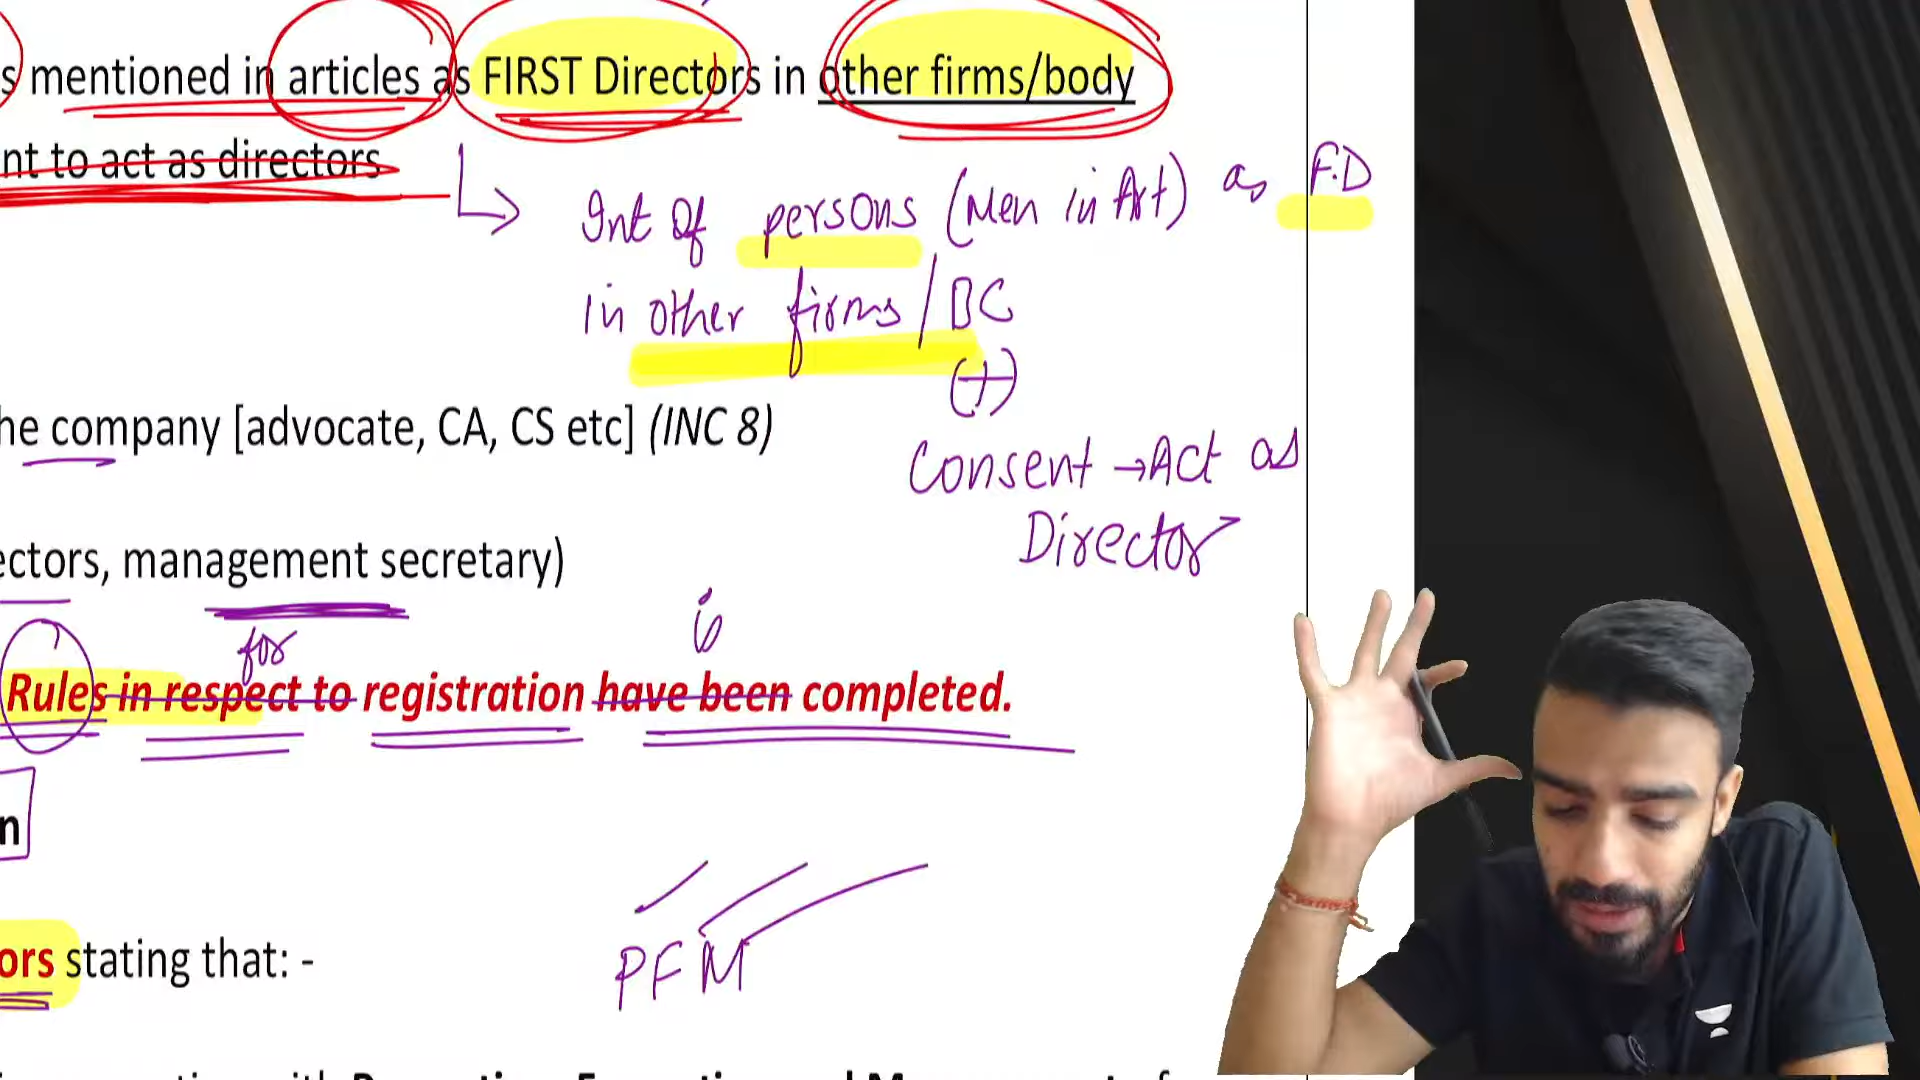 s mentioned in articles as FIRST Directors in other firms/body
nt to act as directors
Int Of persons (Men in Art) as F.D
in other firms / BC
(+)
he company [advocate, CA, CS etc] (INC 8)
Consent → Act as
Director
ectors, management secretary)
for is
Rules in respect to registration have been completed.
n
ors stating that: -
PFM